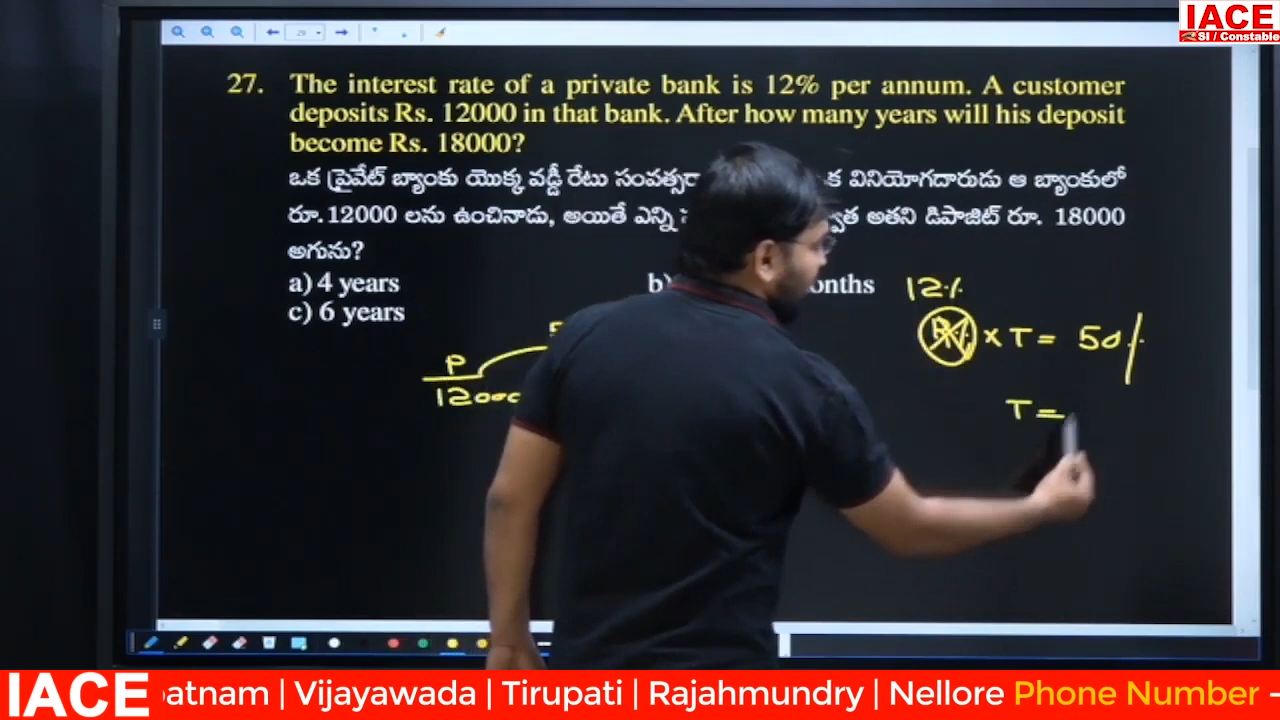 IACE
SI / Constable
29
27. The interest rate of a private bank is 12% per annum. A customer
deposits Rs. 12000 in that bank. After how many years will his deposit
become Rs. 18000?
ఒక ప్రైవేట్ బ్యాంకు యొక్క వడ్డీ రేటు క వినియోగదారుడు ఆ బ్యాంకులో
రూ.12000 లను ఉంచినాడు, అయితే ఎన్ని అతని డిపాజిట్ రూ. 18000
అగును?
a) 4 years b) onths
c) 6 years
12%
R% × T = 50%
P
12000
T =
IACE patnam | Vijayawada | Tirupati | Rajahmundry | Nellore Phone Number -